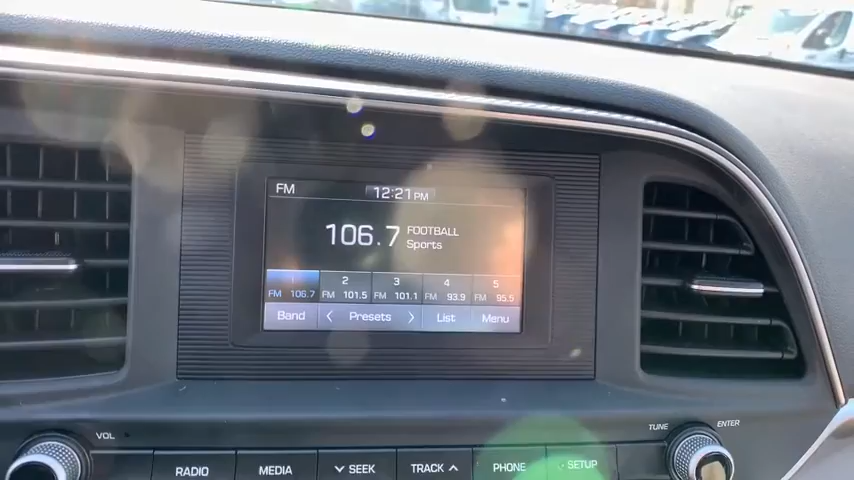 FM 12:21 PM
106.7 FOOTBALL
Sports
1 2 3 4 5
FM 106.7 FM 101.5 FM 101.1 FM 93.9 FM 95.5
Band < Presets > List Menu
VOL TUNE ENTER
RADIO MEDIA SEEK TRACK PHONE SETUP